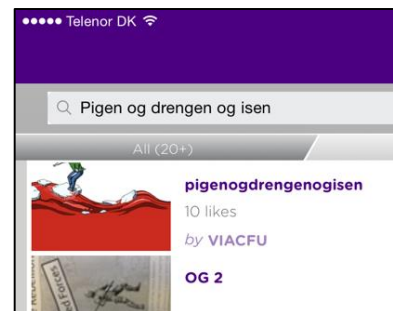 Telenor DK
Pigen og drengen og isen
All (20+)
pigenogdrengenogisen
10 likes
by VIACFU
OG 2